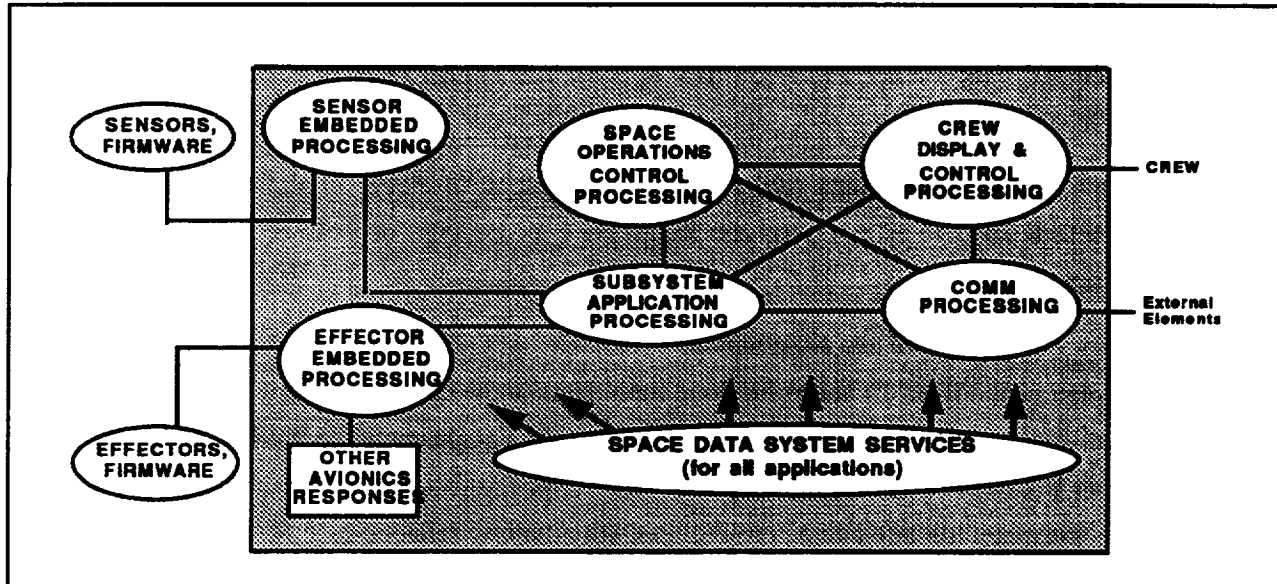 SENSORS,
FIRMWARE
SENSOR
EMBEDDED
PROCESSING
SPACE
OPERATIONS
CONTROL
PROCESSING
CREW
DISPLAY &
CONTROL
PROCESSING
CREW
SUBSYSTEM
APPLICATION
PROCESSING
COMM
PROCESSING
External
Elements
EFFECTOR
EMBEDDED
PROCESSING
EFFECTORS,
FIRMWARE
OTHER
AVIONICS
RESPONSES
SPACE DATA SYSTEM SERVICES
(for all applications)